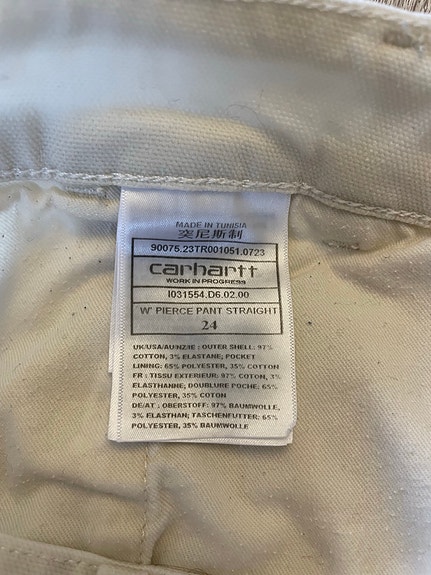 MADE IN TUNISIA
突尼斯制
90075.23TR001051.0723
carhartt
WORK IN PROGRESS
I031554.D6.02.00
W' PIERCE PANT STRAIGHT
24
UK/USA/AU/NZ/IE : OUTER SHELL: 97%
COTTON, 3% ELASTANE; POCKET
LINING: 65% POLYESTER, 35% COTTON
FR : TISSU EXTERIEUR: 97% COTON, 3%
ELASTHANNE; DOUBLURE POCHE: 65%
POLYESTER, 35% COTON
DE/AT : OBERSTOFF: 97% BAUMWOLLE,
3% ELASTHAN; TASCHENFUTTER: 65%
POLYESTER, 35% BAUMWOLLE